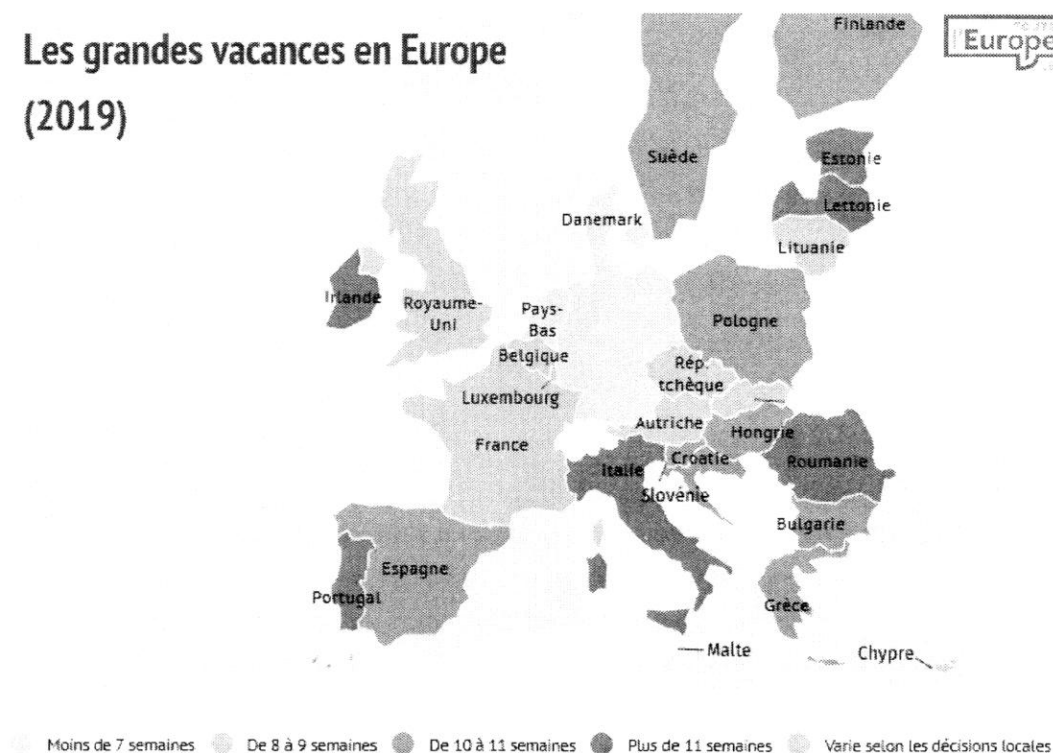 Les grandes vacances en Europe
(2019)
Finlande
l'Europe
Suède
Estonie
Lettonie
Danemark
Lituanie
Irlande
Royaume-
Uni
Pays-
Bas
Pologne
Belgique
Rép.
tchèque
Luxembourg
Autriche
France
Hongrie
Italie
Croatie
Roumanie
Slovénie
Bulgarie
Espagne
Portugal
Grèce
Malte
Chypre
Moins de 7 semaines
De 8 à 9 semaines
De 10 à 11 semaines
Plus de 11 semaines
Varie selon les décisions locales